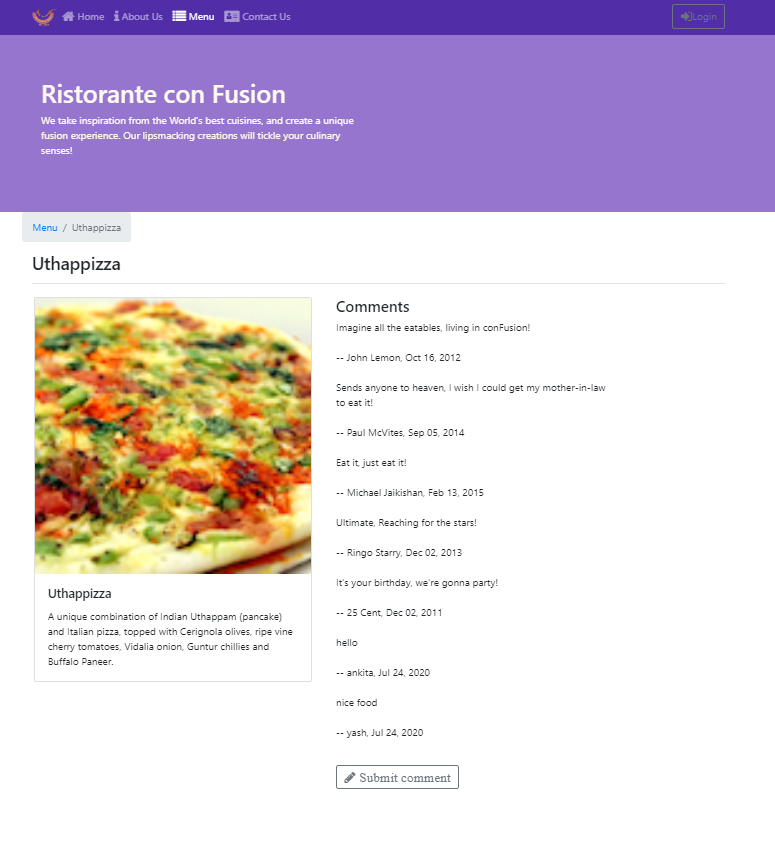 Home About Us Menu Contact Us Login
Ristorante con Fusion
We take inspiration from the World's best cuisines, and create a unique
fusion experience. Our lipsmacking creations will tickle your culinary
senses!
Menu / Uthappizza
Uthappizza
Uthappizza
A unique combination of Indian Uthappam (pancake)
and Italian pizza, topped with Cerignola olives, ripe vine
cherry tomatoes, Vidalia onion, Guntur chillies and
Buffalo Paneer.
Comments
Imagine all the eatables, living in conFusion!
-- John Lemon, Oct 16, 2012
Sends anyone to heaven, I wish I could get my mother-in-law
to eat it!
-- Paul McVites, Sep 05, 2014
Eat it, just eat it!
-- Michael Jaikishan, Feb 13, 2015
Ultimate, Reaching for the stars!
-- Ringo Starry, Dec 02, 2013
It's your birthday, we're gonna party!
-- 25 Cent, Dec 02, 2011
hello
-- ankita, Jul 24, 2020
nice food
-- yash, Jul 24, 2020
Submit comment